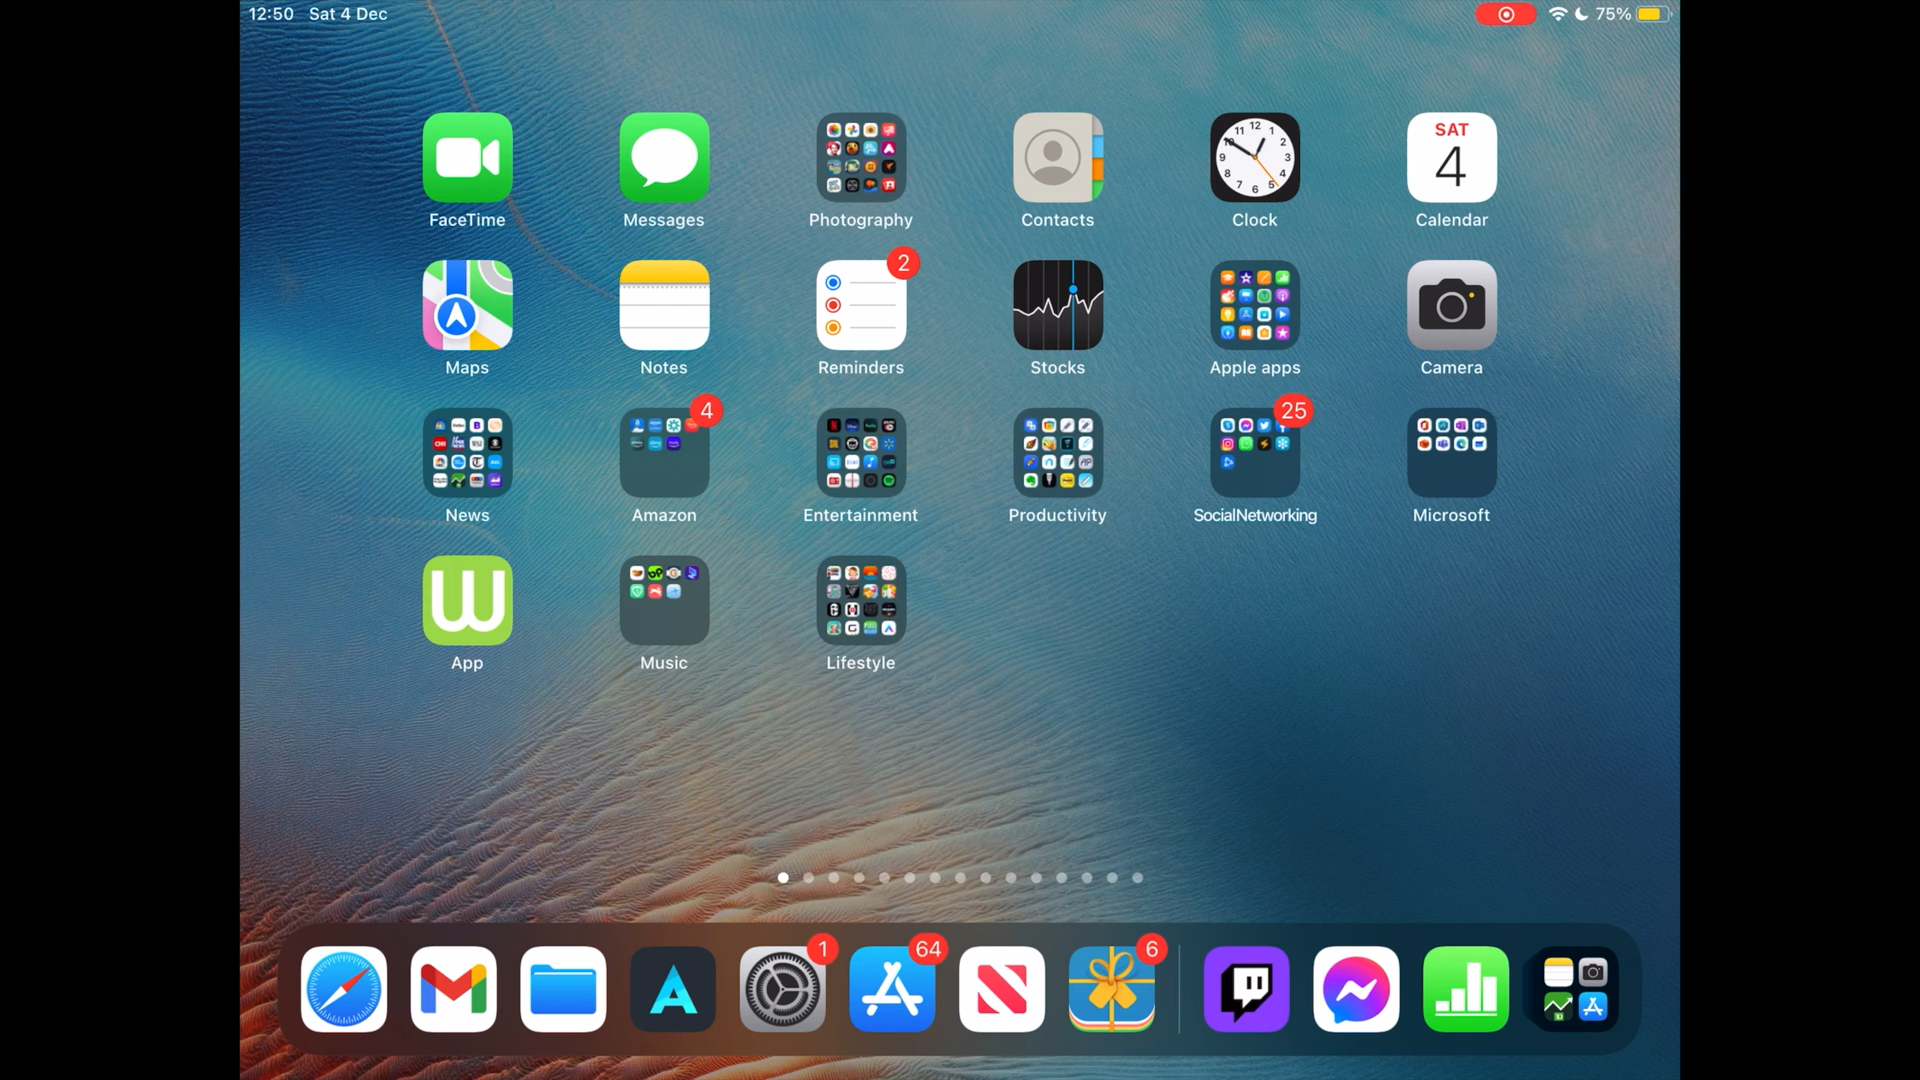 12:50 Sat 4 Dec
75%
SAT
4
FaceTime Messages Photography Contacts Clock Calendar
2
Maps Notes Reminders Stocks Apple apps Camera
4 25
News Amazon Entertainment Productivity SocialNetworking Microsoft
W
App Music Lifestyle
1 64 6